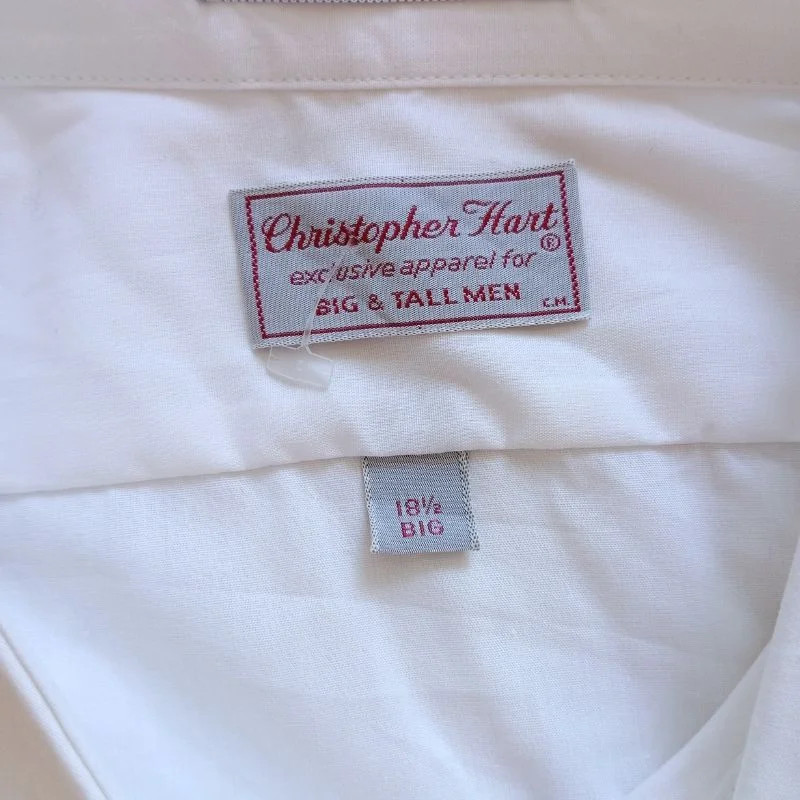 Christopher Hart ®
exclusive apparel for
BIG & TALL MEN C.M.
18½
BIG